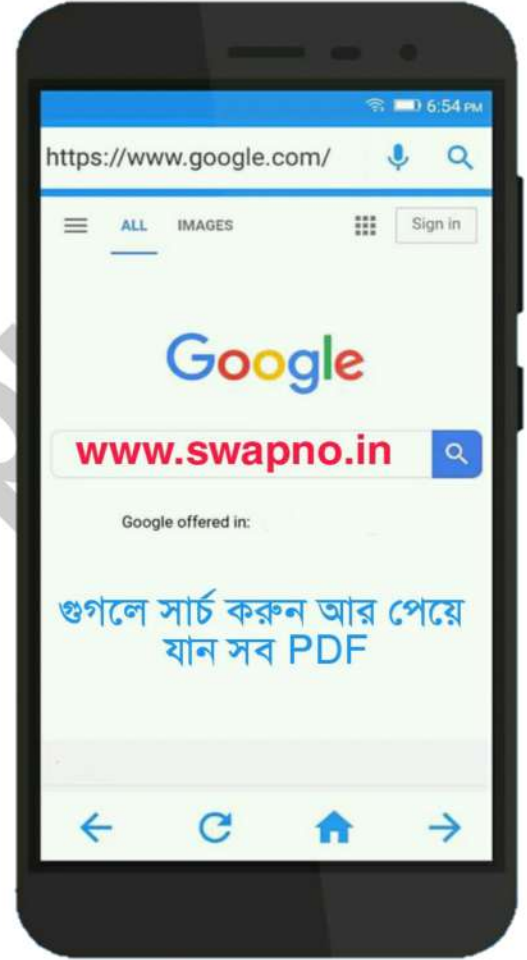 6:54 PM
https://www.google.com/
ALL IMAGES Sign in
Google
www.swapno.in
Google offered in:
গুগলে সার্চ করুন আর পেয়ে
যান সব PDF